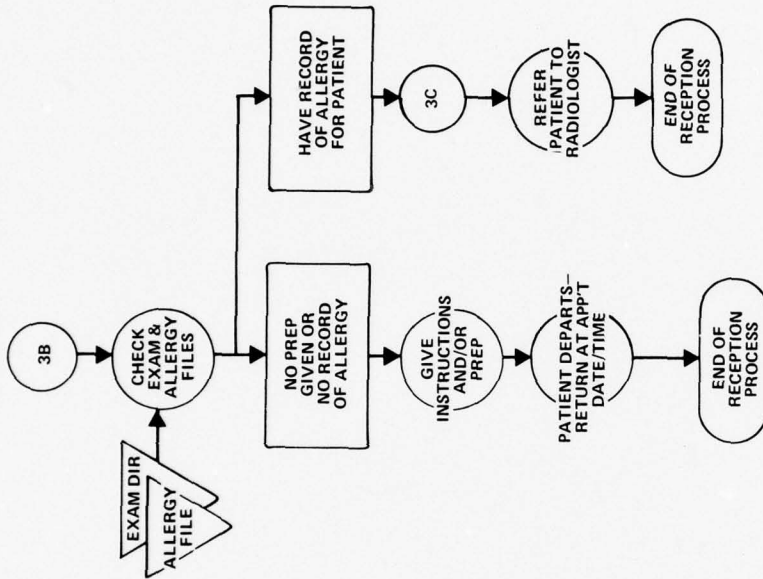 3B
EXAM DIR
ALLERGY
FILE
CHECK
EXAM &
ALLERGY
FILES
NO PREP
GIVEN OR
NO RECORD
OF ALLERGY
GIVE
INSTRUCTIONS
AND/OR
PREP
PATIENT DEPARTS—
RETURN AT APP'T
DATE/TIME
END OF
RECEPTION
PROCESS
HAVE RECORD
OF ALLERGY
FOR PATIENT
3C
REFER
PATIENT TO
RADIOLOGIST
END OF
RECEPTION
PROCESS